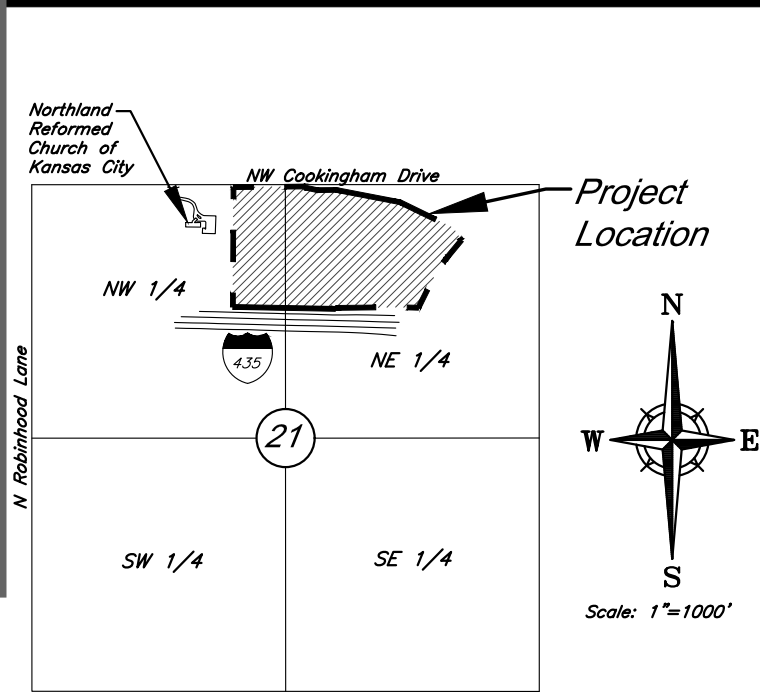 Northland
Reformed
Church of
Kansas City
NW Cookingham Drive
Project
Location
NW 1/4
435
NE 1/4
N Robinhood Lane
21
SW 1/4
SE 1/4
N
W
E
S
Scale: 1"=1000'